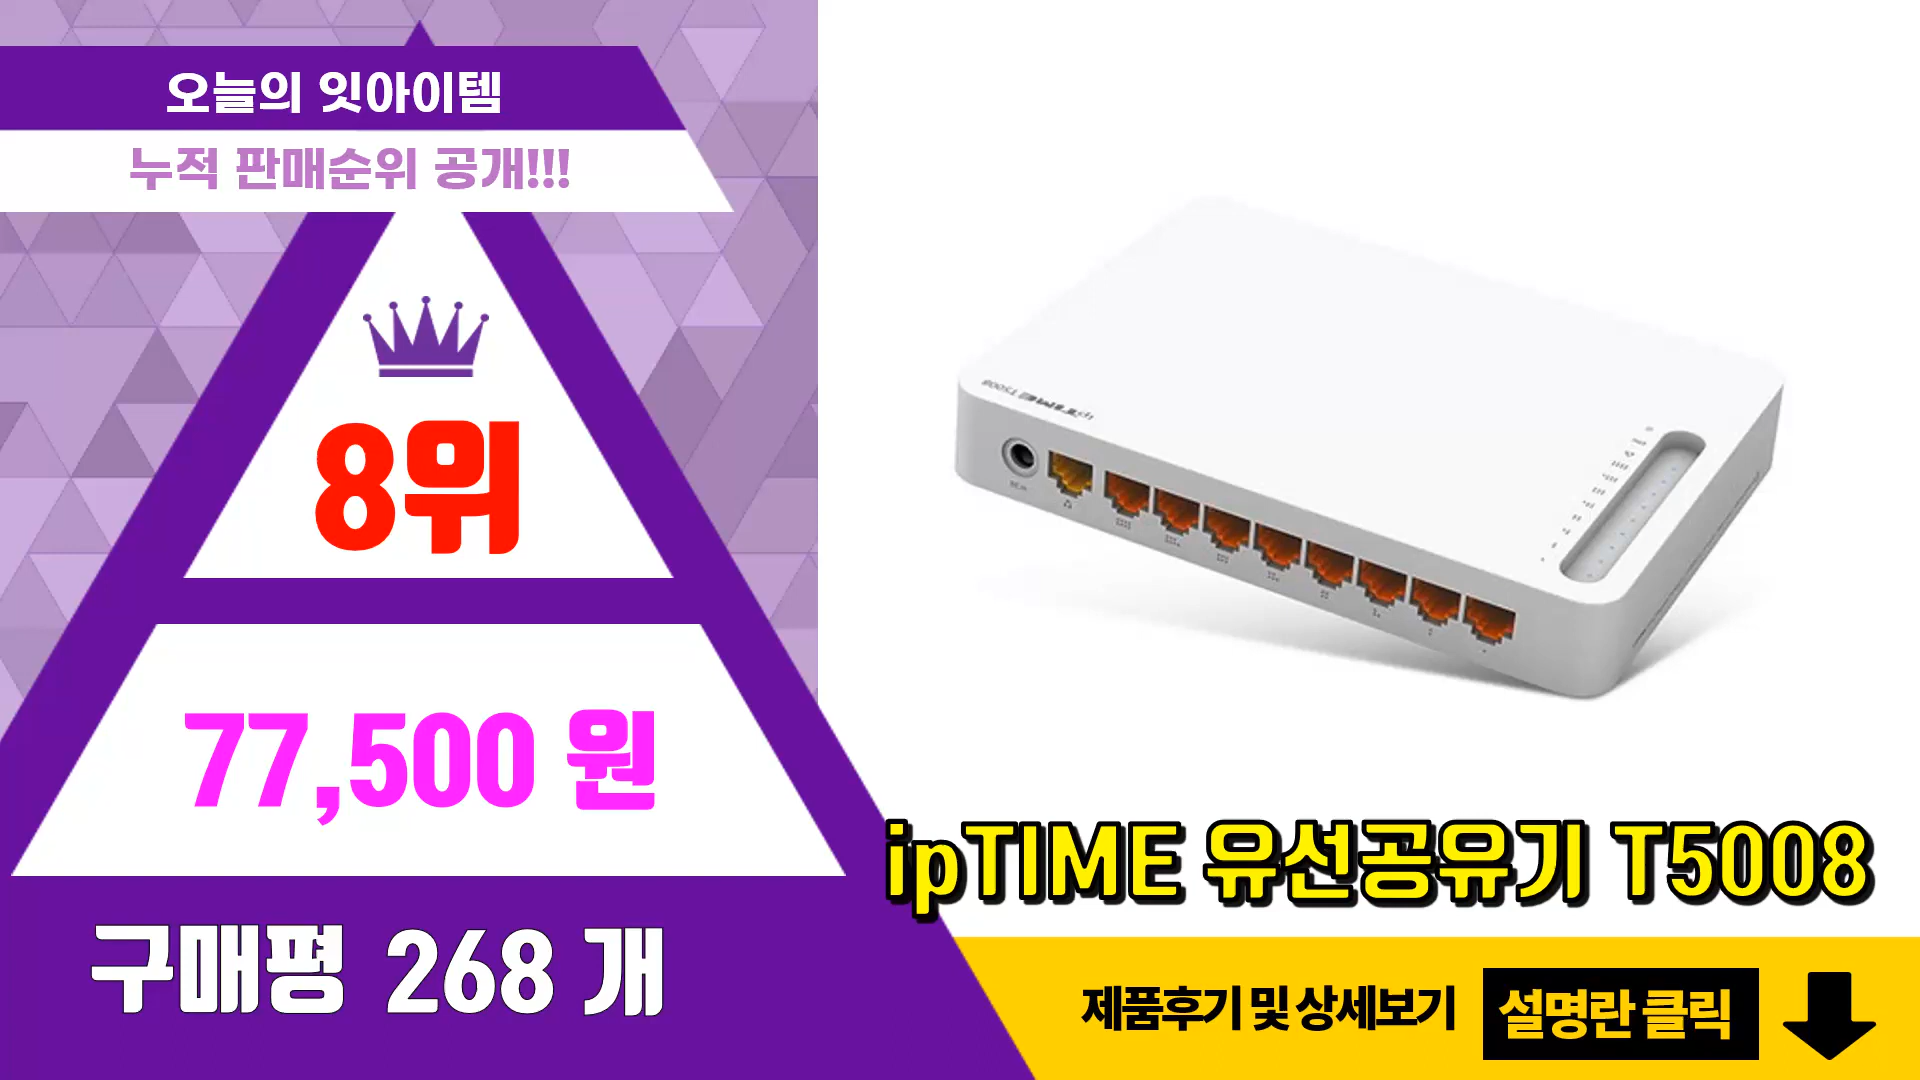 오늘의 잇아이템
누적 판매순위 공개!!!
8위
77,500 원
구매평 268 개
ipTIME T5008
ipTIME 유선공유기 T5008
제품후기 및 상세보기
설명란 클릭